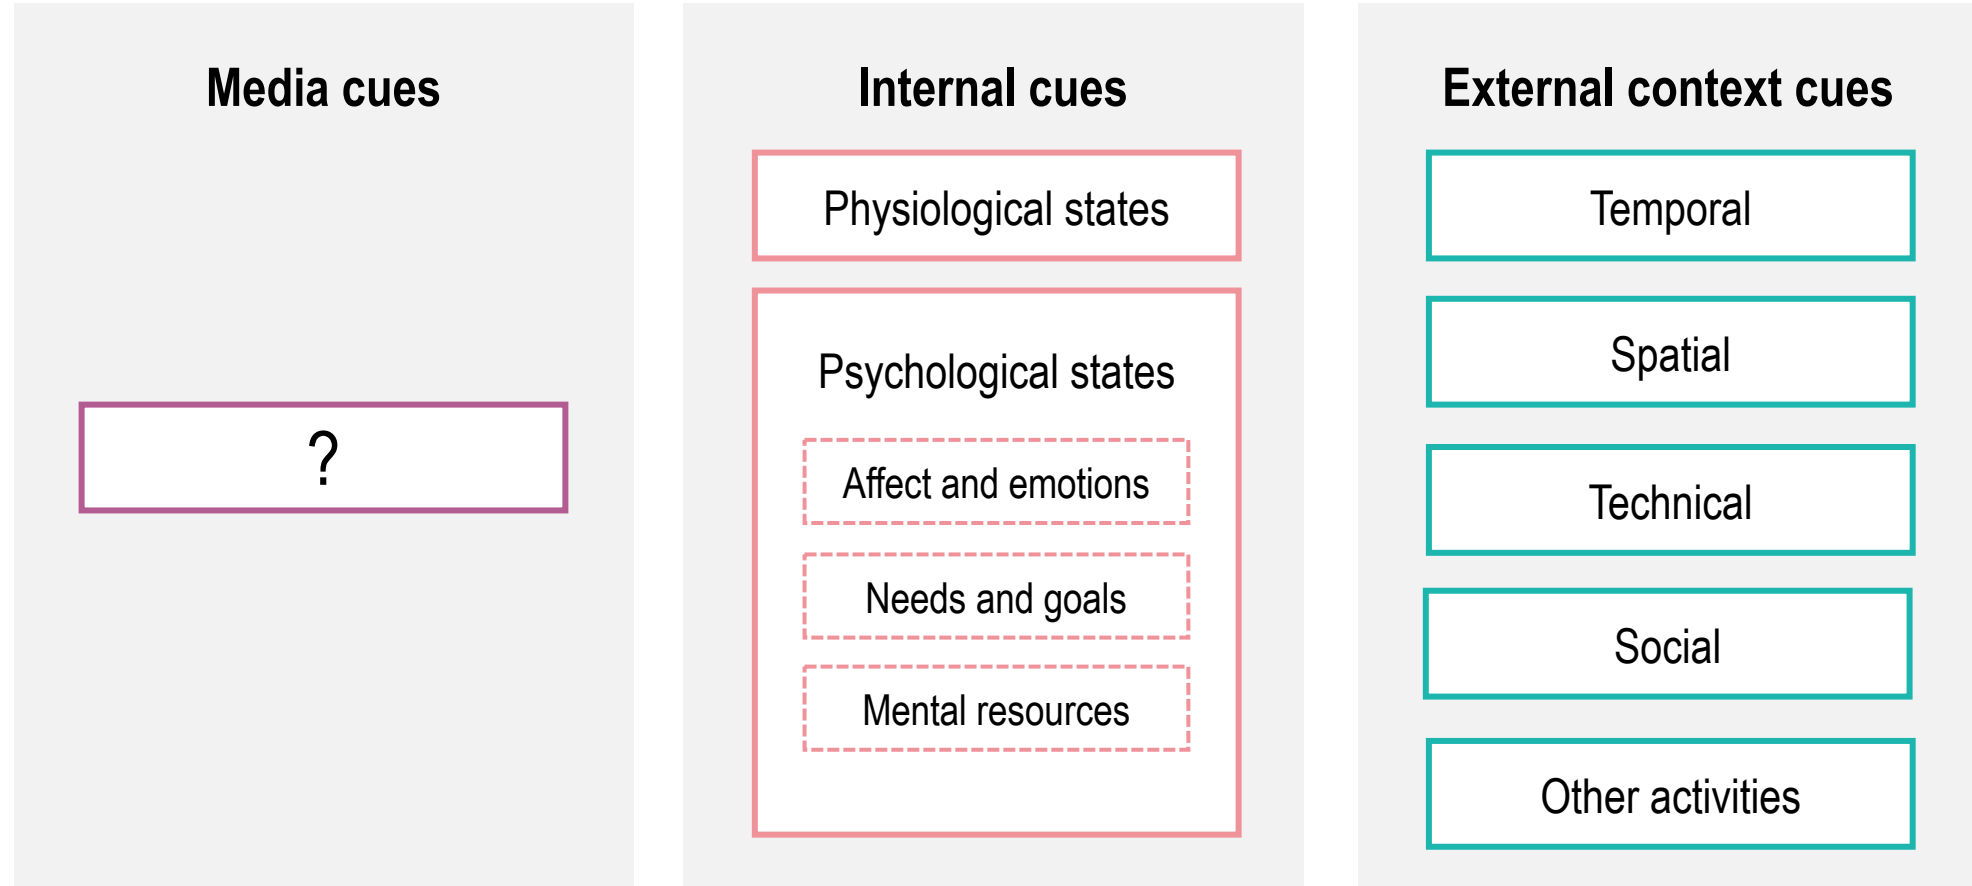 Media cues
?
Internal cues
Physiological states
Psychological states
Affect and emotions
Needs and goals
Mental resources
External context cues
Temporal
Spatial
Technical
Social
Other activities